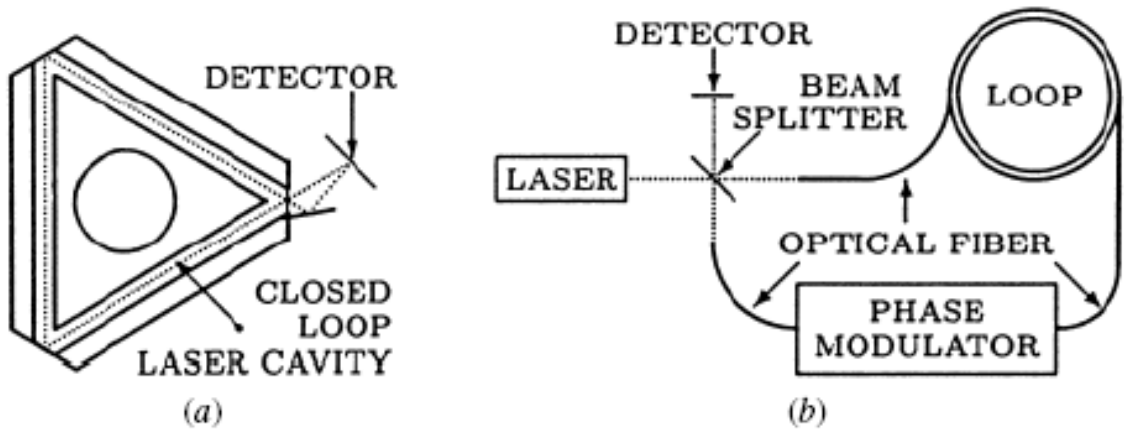 DETECTOR
CLOSED
LOOP
LASER CAVITY
(a)
DETECTOR
BEAM
SPLITTER
LOOP
LASER
OPTICAL FIBER
PHASE
MODULATOR
(b)